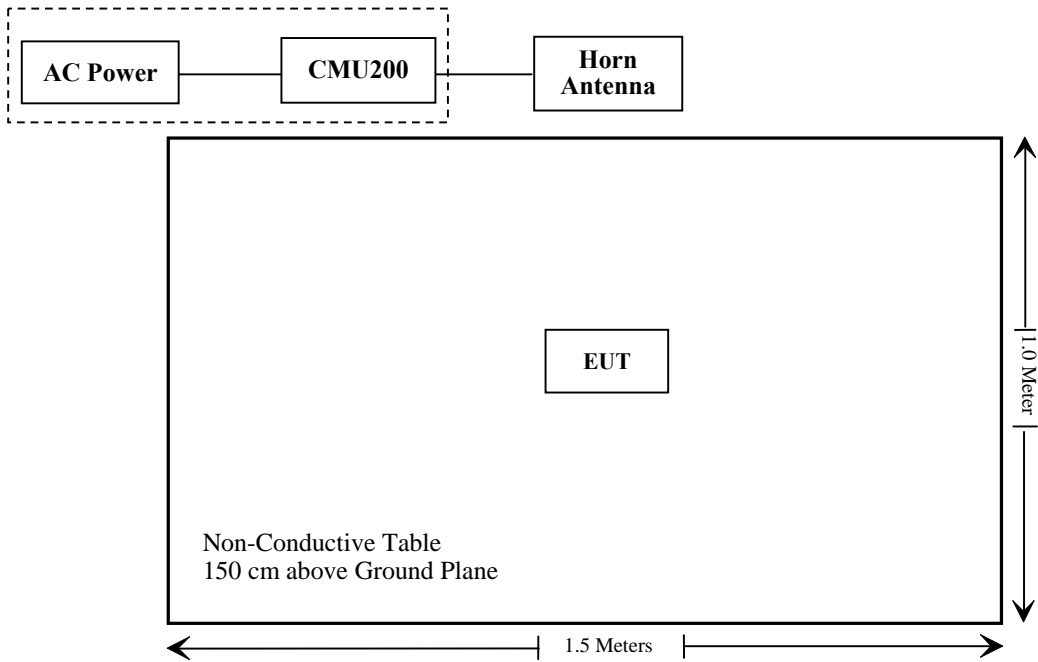 AC Power
CMU200
Horn
Antenna
EUT
1.0 Meter
Non-Conductive Table
150 cm above Ground Plane
1.5 Meters